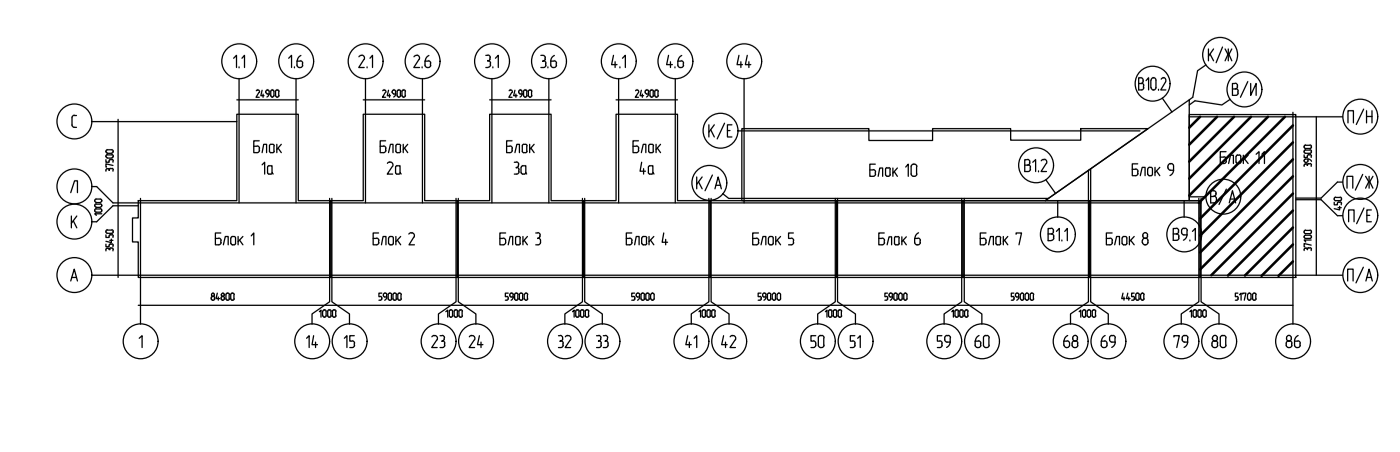 1.1 1.6 2.1 2.6 3.1 3.6 4.1 4.6 44 К/Ж
В10.2 В/И
24900 24900 24900 24900
С К/Е П/Н
Блок 1а
Блок 2а
Блок 3а
Блок 4а
Блок 10
В1.2
Блок 9
Блок 11
37500
39500
Л К/А В/А П/Ж
1000
450
К П/Е
35450
Блок 1 Блок 2 Блок 3 Блок 4 Блок 5 Блок 6 Блок 7 В1.1 Блок 8 В9.1
37100
А П/А
84800 59000 59000 59000 59000 59000 59000 44500 51700
1000 1000 1000 1000 1000 1000 1000 1000
1 14 15 23 24 32 33 41 42 50 51 59 60 68 69 79 80 86